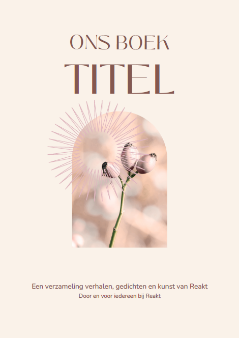 ONS BOEK
TITEL
Een verzameling verhalen, gedichten en kunst van Reakt
Door en voor iedereen bij Reakt